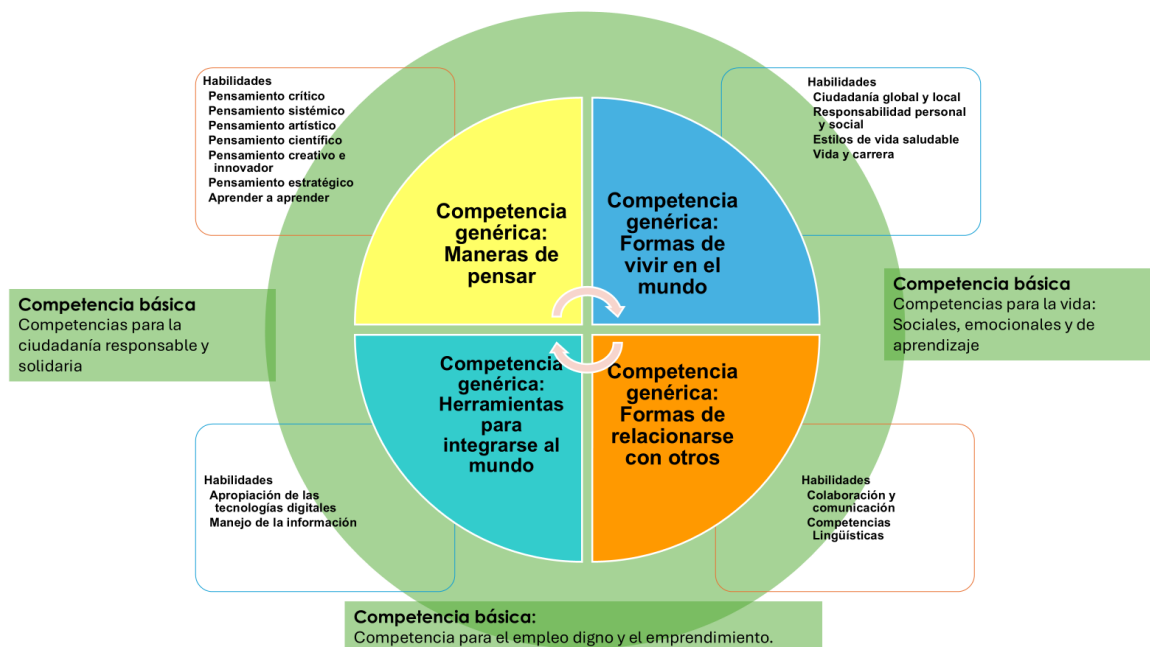 Habilidades
Pensamiento crítico
Pensamiento sistémico
Pensamiento artístico
Pensamiento científico
Pensamiento creativo e
innovador
Pensamiento estratégico
Aprender a aprender
Habilidades
Ciudadanía global y local
Responsabilidad personal
y social
Estilos de vida saludable
Vida y carrera
Competencia
genérica:
Maneras de
pensar
Competencia
genérica:
Formas de
vivir en el
mundo
Competencia básica
Competencias para la
ciudadanía responsable y
solidaria
Competencia básica
Competencias para la vida:
Sociales, emocionales y de
aprendizaje
Competencia
genérica:
Herramientas
para
integrarse al
mundo
Competencia
genérica:
Formas de
relacionarse
con otros
Habilidades
Apropiación de las
tecnologías digitales
Manejo de la información
Habilidades
Colaboración y
comunicación
Competencias
Lingüísticas
Competencia básica:
Competencia para el empleo digno y el emprendimiento.